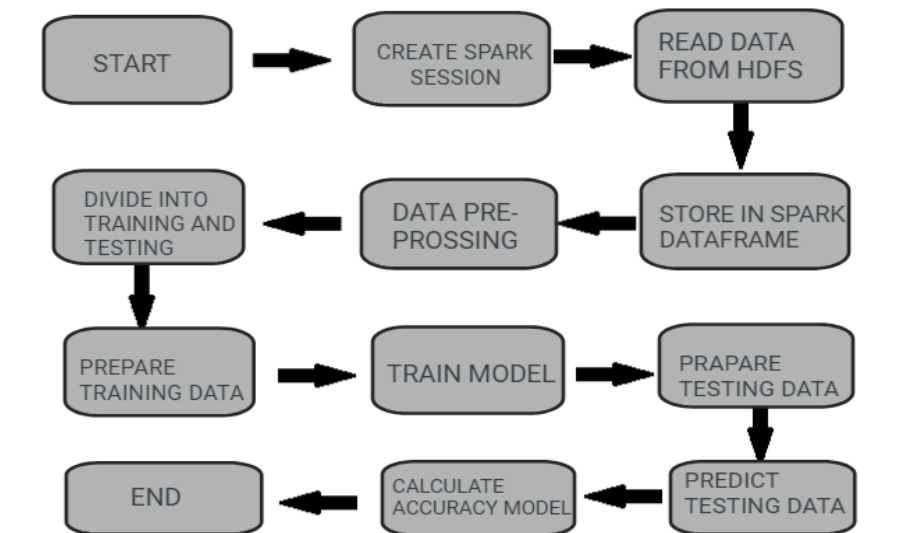 START
CREATE SPARK
SESSION
READ DATA
FROM HDFS
STORE IN SPARK
DATAFRAME
DATA PRE-
PROSSING
DIVIDE INTO
TRAINING AND
TESTING
PREPARE
TRAINING DATA
TRAIN MODEL
PRAPARE
TESTING DATA
PREDICT
TESTING DATA
CALCULATE
ACCURACY MODEL
END